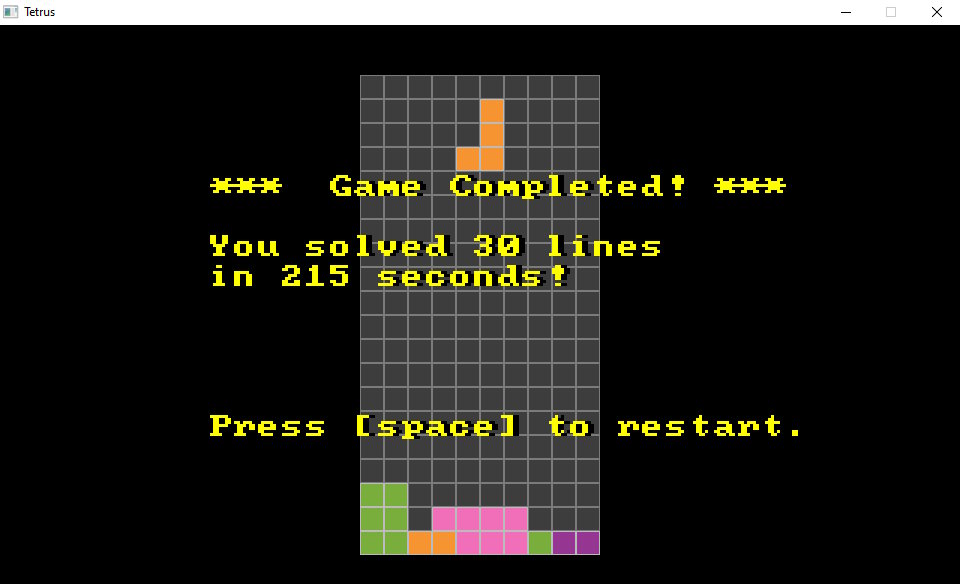 Tetrus
*** Game Completed! ***
You solved 30 lines
in 215 seconds!
Press [space] to restart.